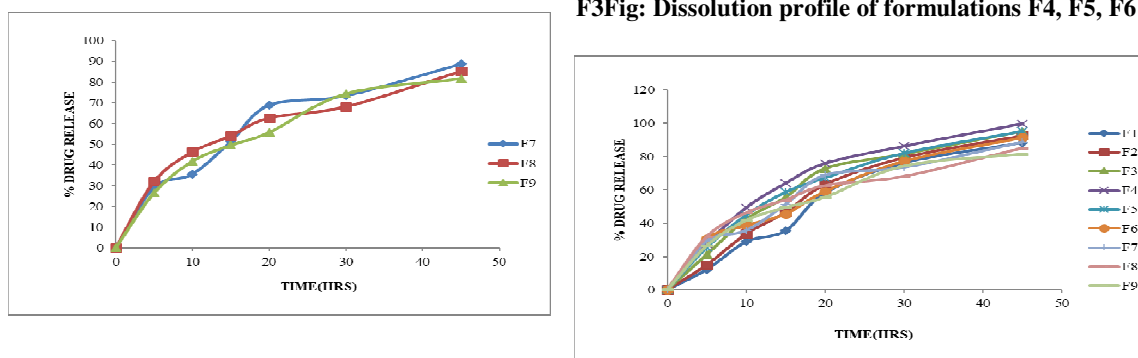 F3Fig: Dissolution profile of formulations F4, F5, F6
100
90
80
70
60
50
40
30
20
10
0
% DRUG RELEASE
0 10 20 30 40 50
TIME(HRS)
F7
F8
F9
120
100
80
60
40
20
0
% DRUG RELEASE
0 10 20 30 40 50
TIME(HRS)
F1
F2
F3
F4
F5
F6
F7
F8
F9